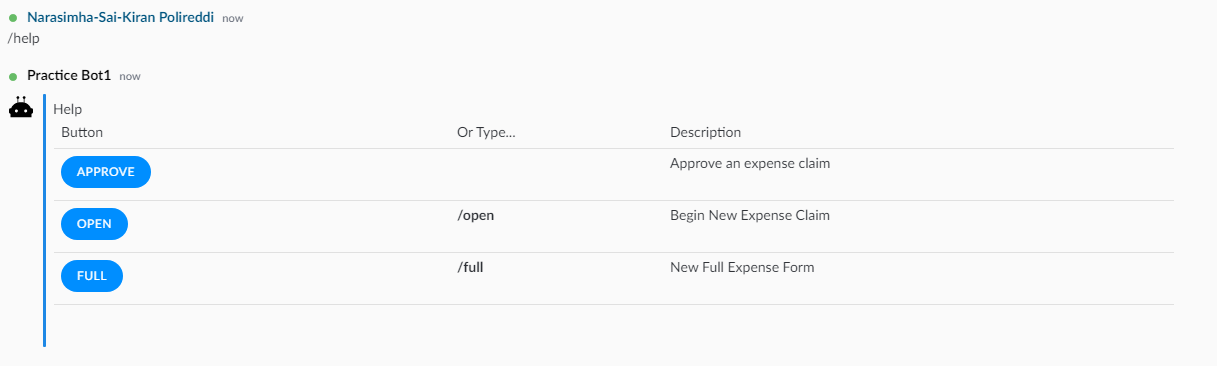 Narasimha-Sai-Kiran Polireddi now
/help
Practice Bot1 now
Help
Button Or Type... Description
APPROVE Approve an expense claim
OPEN /open Begin New Expense Claim
FULL /full New Full Expense Form